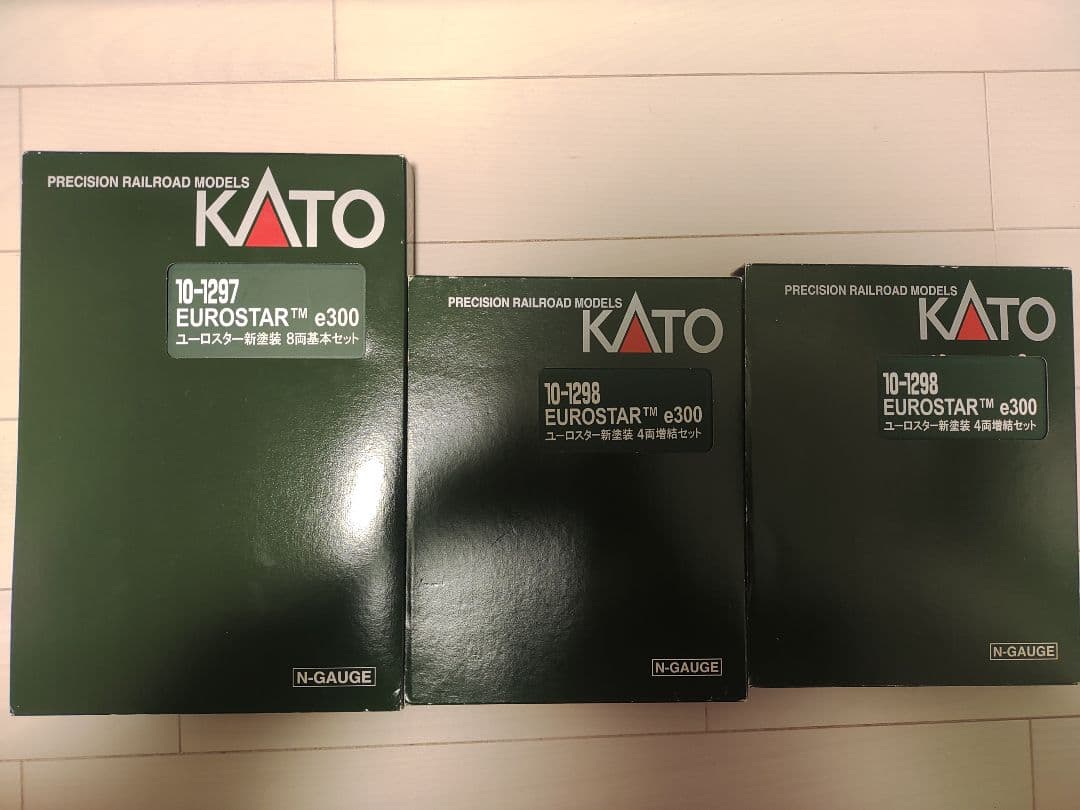 PRECISION RAILROAD MODELS
KATO
10-1297
EUROSTAR™ e300
ユーロスター新塗装 8両基本セット
N-GAUGE
PRECISION RAILROAD MODELS
KATO
10-1298
EUROSTAR™ e300
ユーロスター新塗装 4両増結セット
N-GAUGE
PRECISION RAILROAD MODELS
KATO
10-1298
EUROSTAR™ e300
ユーロスター新塗装 4両増結セット
N-GAUGE